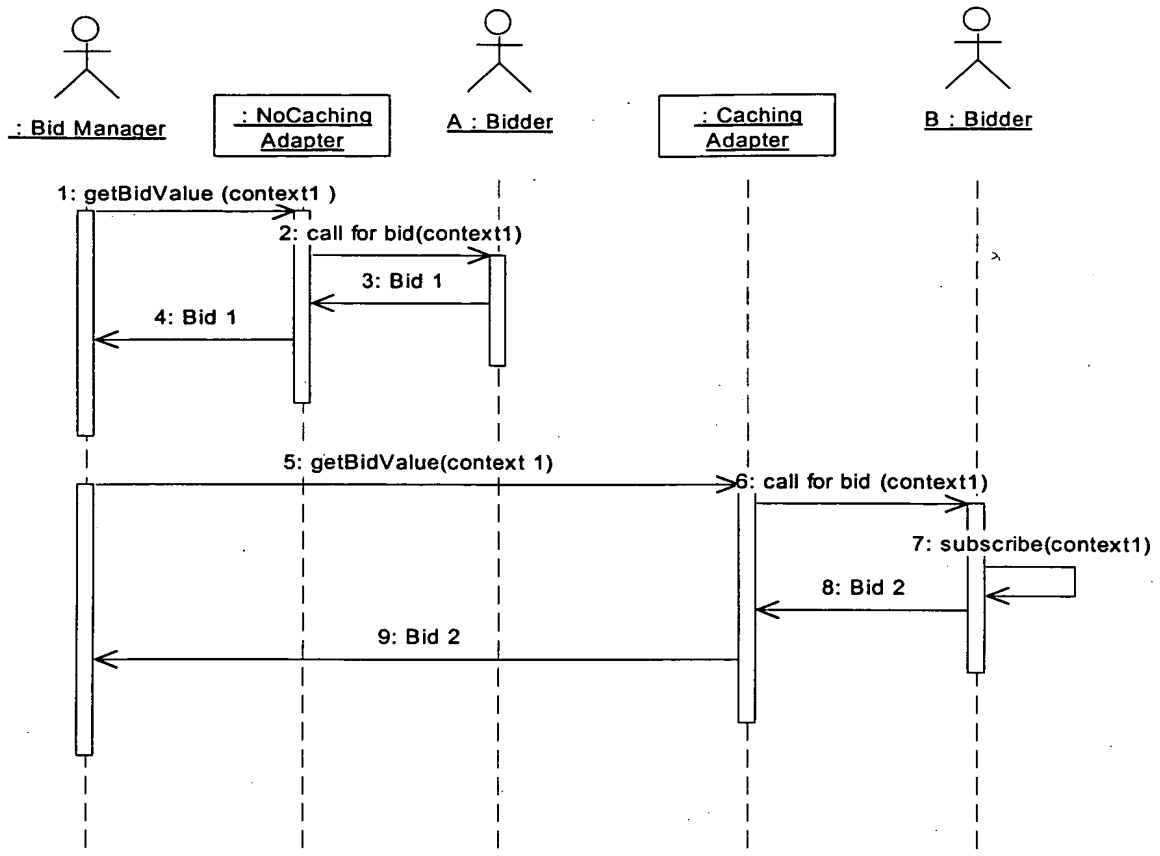 : Bid Manager
: NoCaching
Adapter
A : Bidder
: Caching
Adapter
B : Bidder
1: getBidValue (context1 )
2: call for bid(context1)
3: Bid 1
4: Bid 1
5: getBidValue(context 1)
6: call for bid (context1)
7: subscribe(context1)
8: Bid 2
9: Bid 2